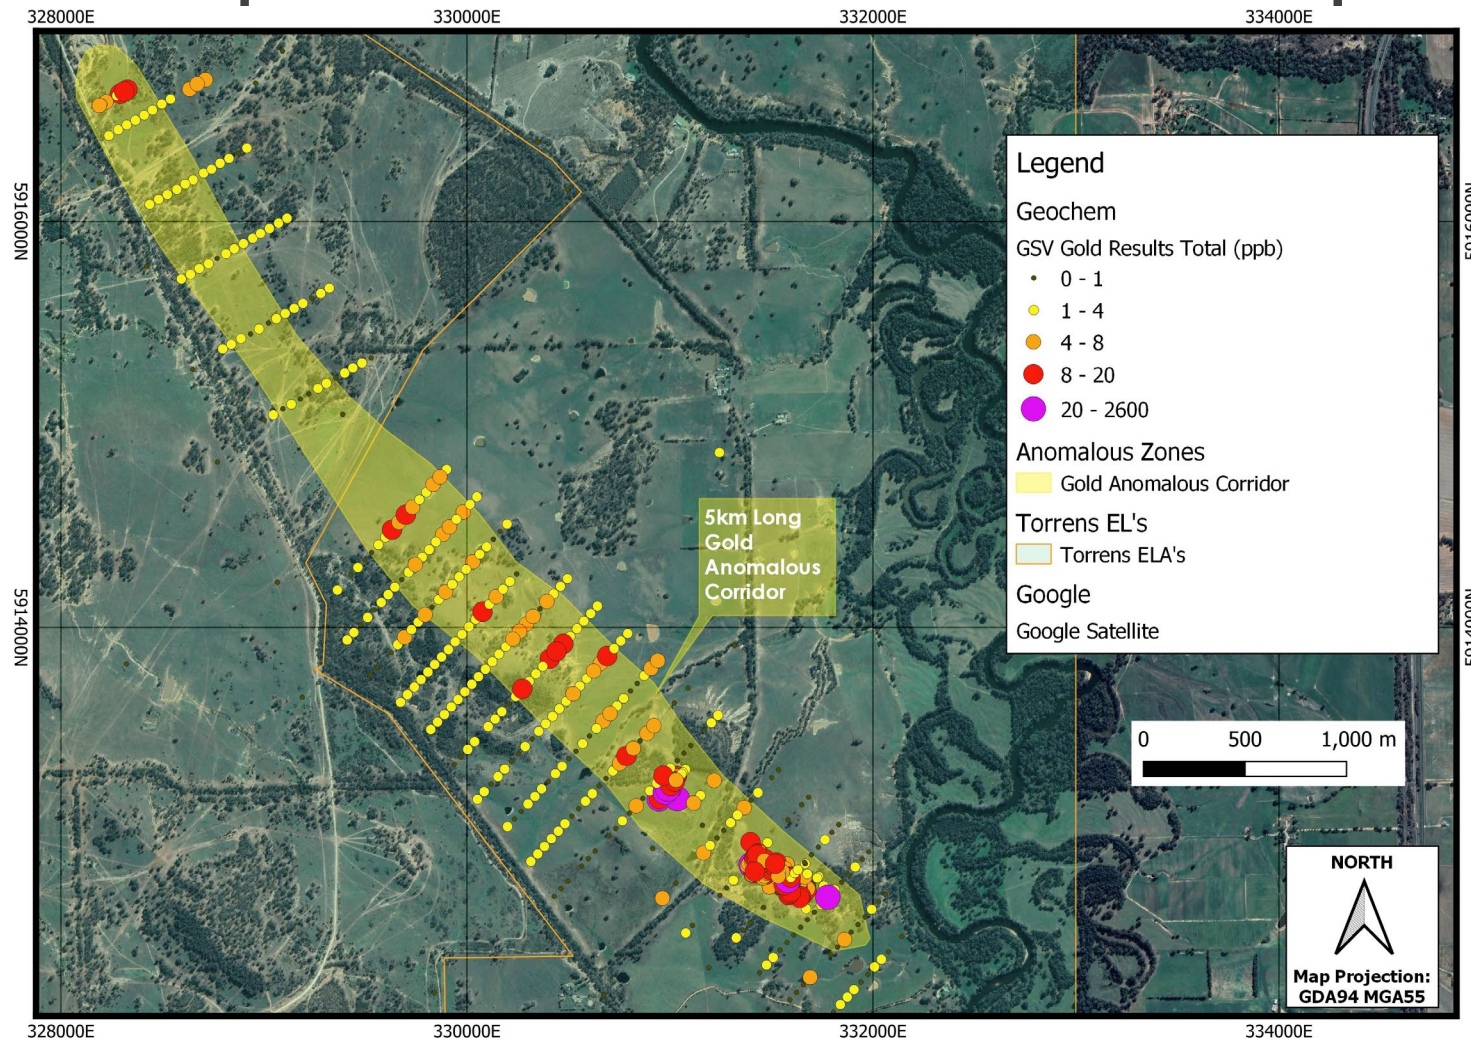 328000E
330000E
332000E
334000E
5916000N
5916000N
Legend
Geochem
GSV Gold Results Total (ppb)
0 - 1
1 - 4
4 - 8
8 - 20
20 - 2600
Anomalous Zones
Gold Anomalous Corridor
Torrens EL's
Torrens ELA's
Google
Google Satellite
5km Long
Gold
Anomalous
Corridor
5914000N
5914000N
0 500 1,000 m
NORTH
Map Projection:
GDA94 MGA55
328000E
330000E
332000E
334000E